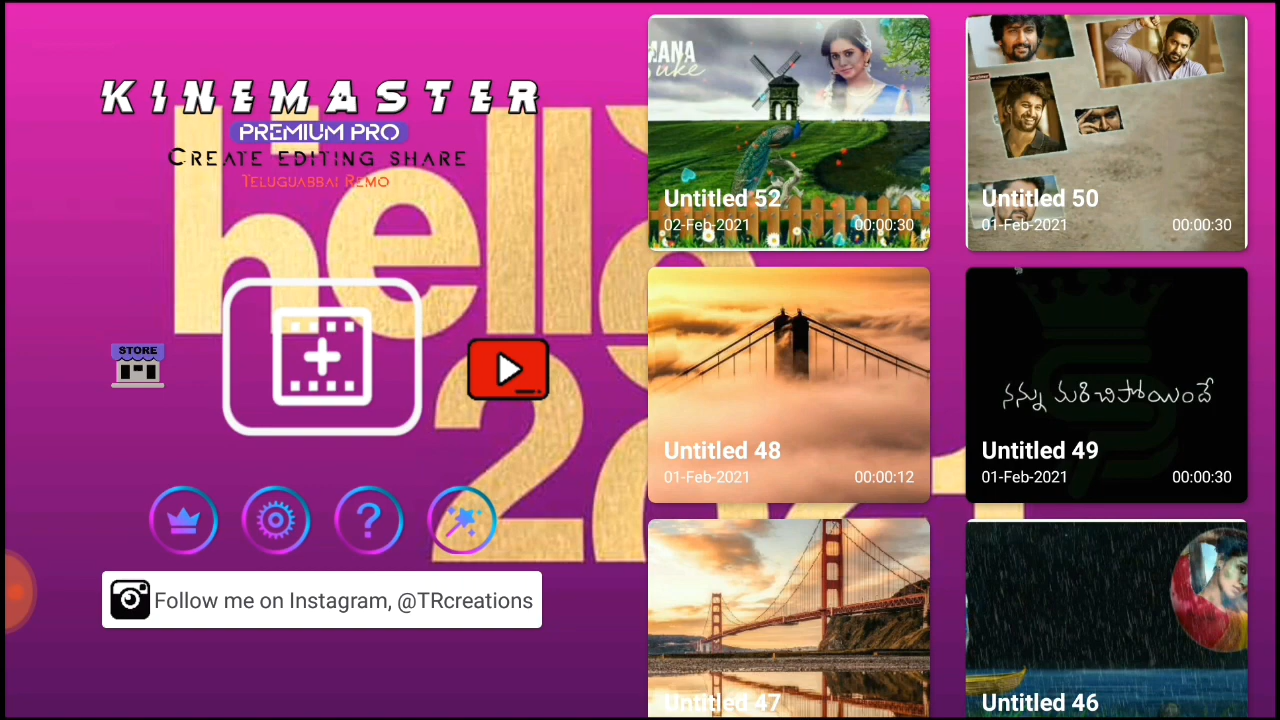 KINEMASTER
PREMIUM PRO
CREATE EDITING SHARE
TELUGUABBAI REMO
hello
2021
STORE
Follow me on Instagram, @TRcreations
Untitled 52
02-Feb-2021 00:00:30
Untitled 50
01-Feb-2021 00:00:30
Untitled 48
01-Feb-2021 00:00:12
నన్ను మరిచిపోయిందే
Untitled 49
01-Feb-2021 00:00:30
Untitled 47
Untitled 46